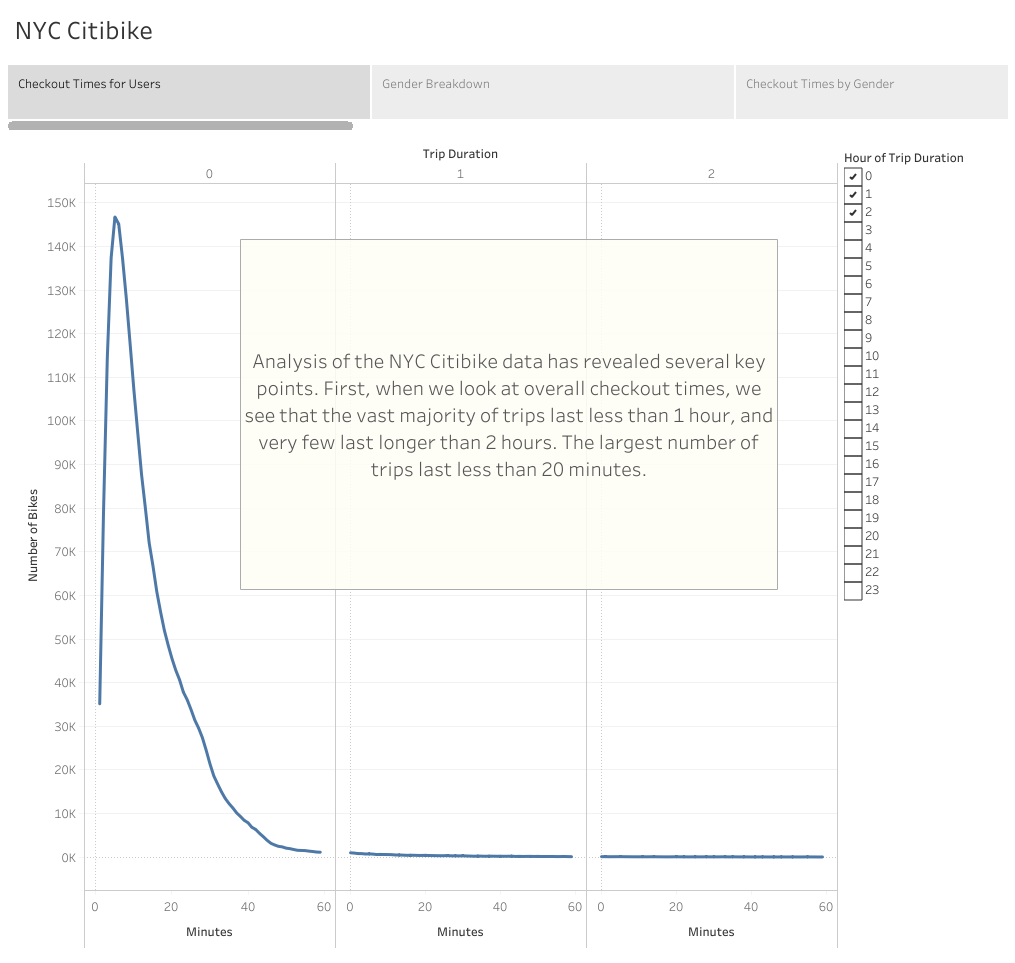 NYC Citibike
Checkout Times for Users
Gender Breakdown
Checkout Times by Gender
Trip Duration
0
1
2
Hour of Trip Duration
0
1
2
3
4
5
6
7
8
9
10
11
12
13
14
15
16
17
18
19
20
21
22
23
150K
140K
130K
120K
110K
100K
90K
80K
70K
60K
50K
40K
30K
20K
10K
0K
Number of Bikes
Analysis of the NYC Citibike data has revealed several key
points. First, when we look at overall checkout times, we
see that the vast majority of trips last less than 1 hour, and
very few last longer than 2 hours. The largest number of
trips last less than 20 minutes.
0 20 40 60 0 20 40 60 0 20 40 60
Minutes
Minutes
Minutes